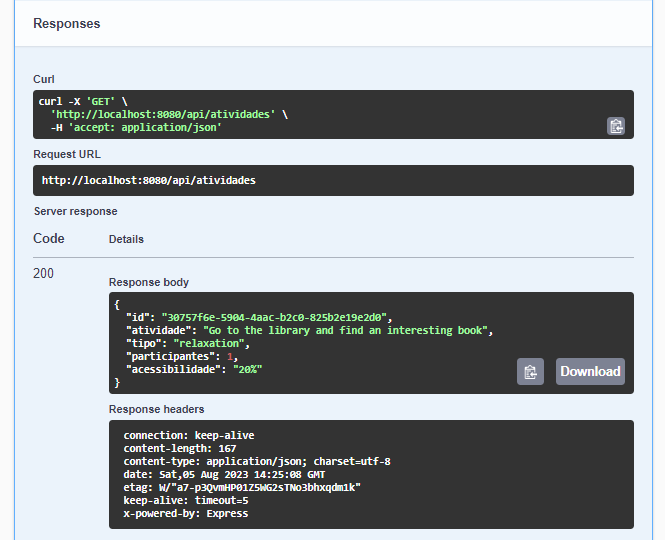 Responses
Curl
curl -X 'GET' \
'http://localhost:8080/api/atividades' \
-H 'accept: application/json'
Request URL
http://localhost:8080/api/atividades
Server response
Code Details
200
Response body
{
"id": "30757f6e-5904-4aac-b2c0-825b2e19e2d0",
"atividade": "Go to the library and find an interesting book",
"tipo": "relaxation",
"participantes": 1,
"acessibilidade": "20%"
}
Download
Response headers
connection: keep-alive
content-length: 167
content-type: application/json; charset=utf-8
date: Sat,05 Aug 2023 14:25:08 GMT
etag: W/"a7-p3QvmHP01Z5WG2sTNo3bhxqdm1k"
keep-alive: timeout=5
x-powered-by: Express